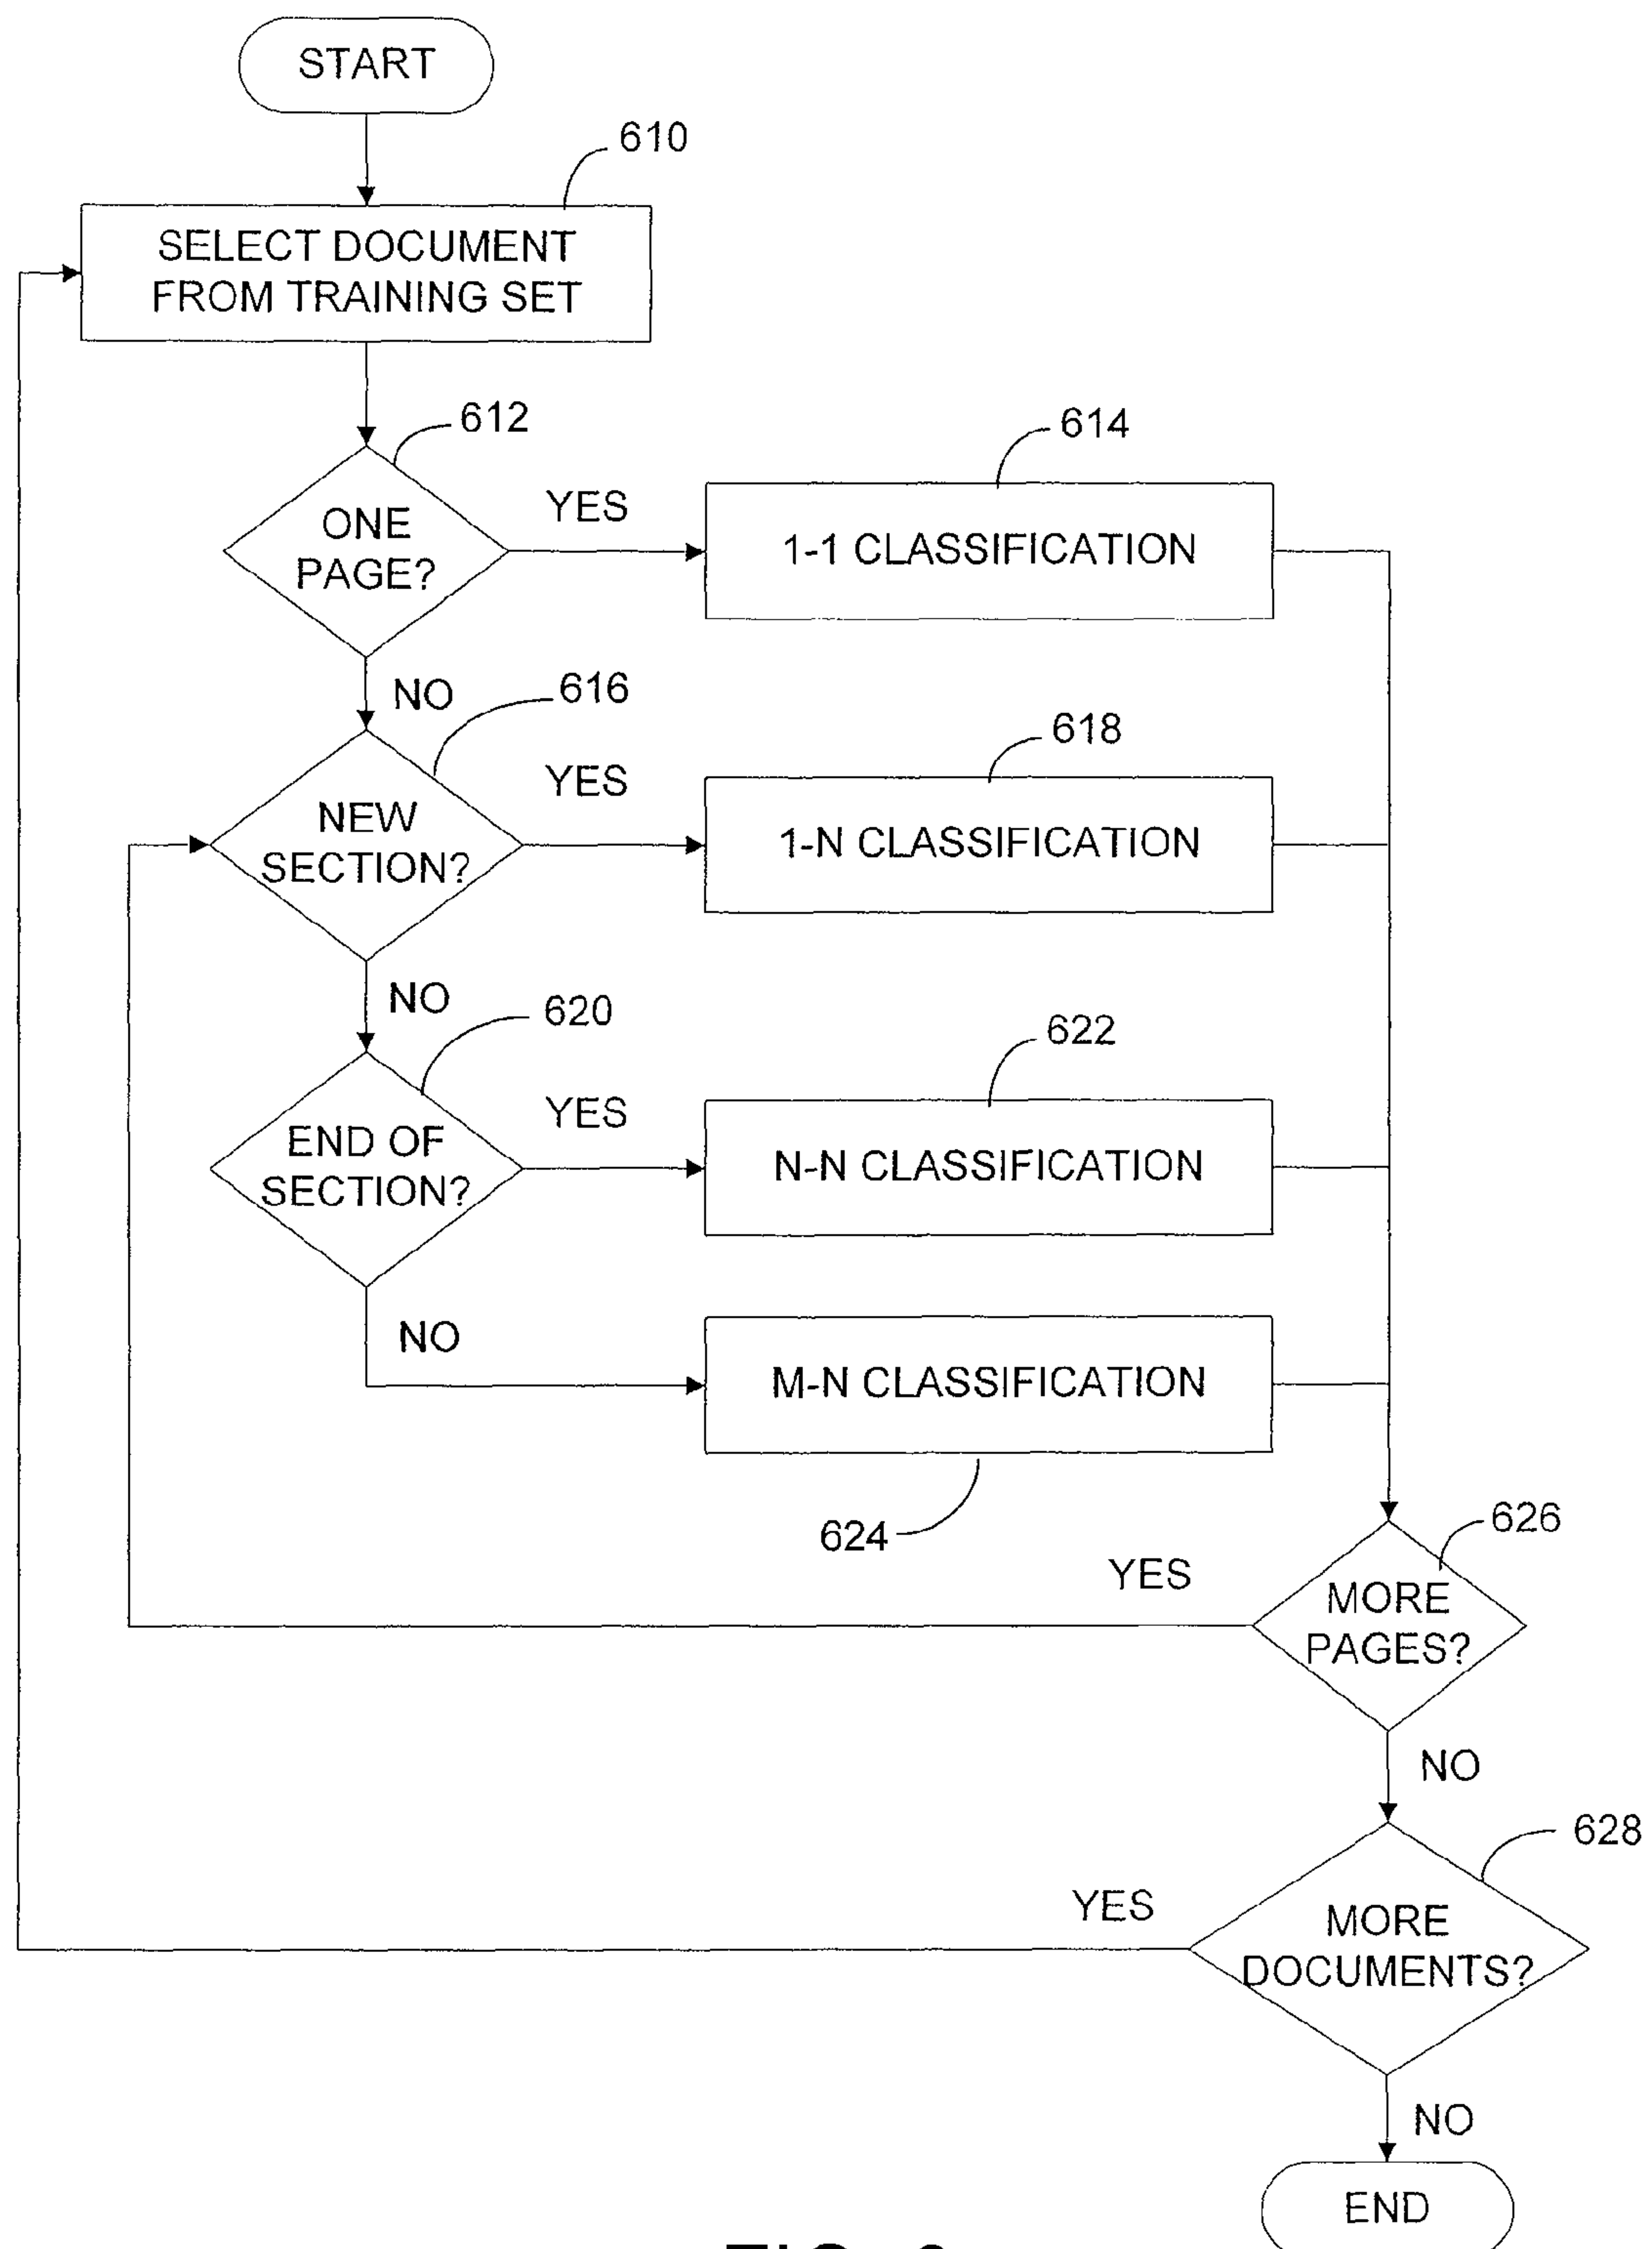 START
610
SELECT DOCUMENT
FROM TRAINING SET
612
614
ONE
PAGE?
YES
1-1 CLASSIFICATION
NO
616
618
NEW
SECTION?
YES
1-N CLASSIFICATION
NO
620
622
END OF
SECTION?
YES
N-N CLASSIFICATION
NO
M-N CLASSIFICATION
624
626
YES
MORE
PAGES?
NO
628
YES
MORE
DOCUMENTS?
NO
END